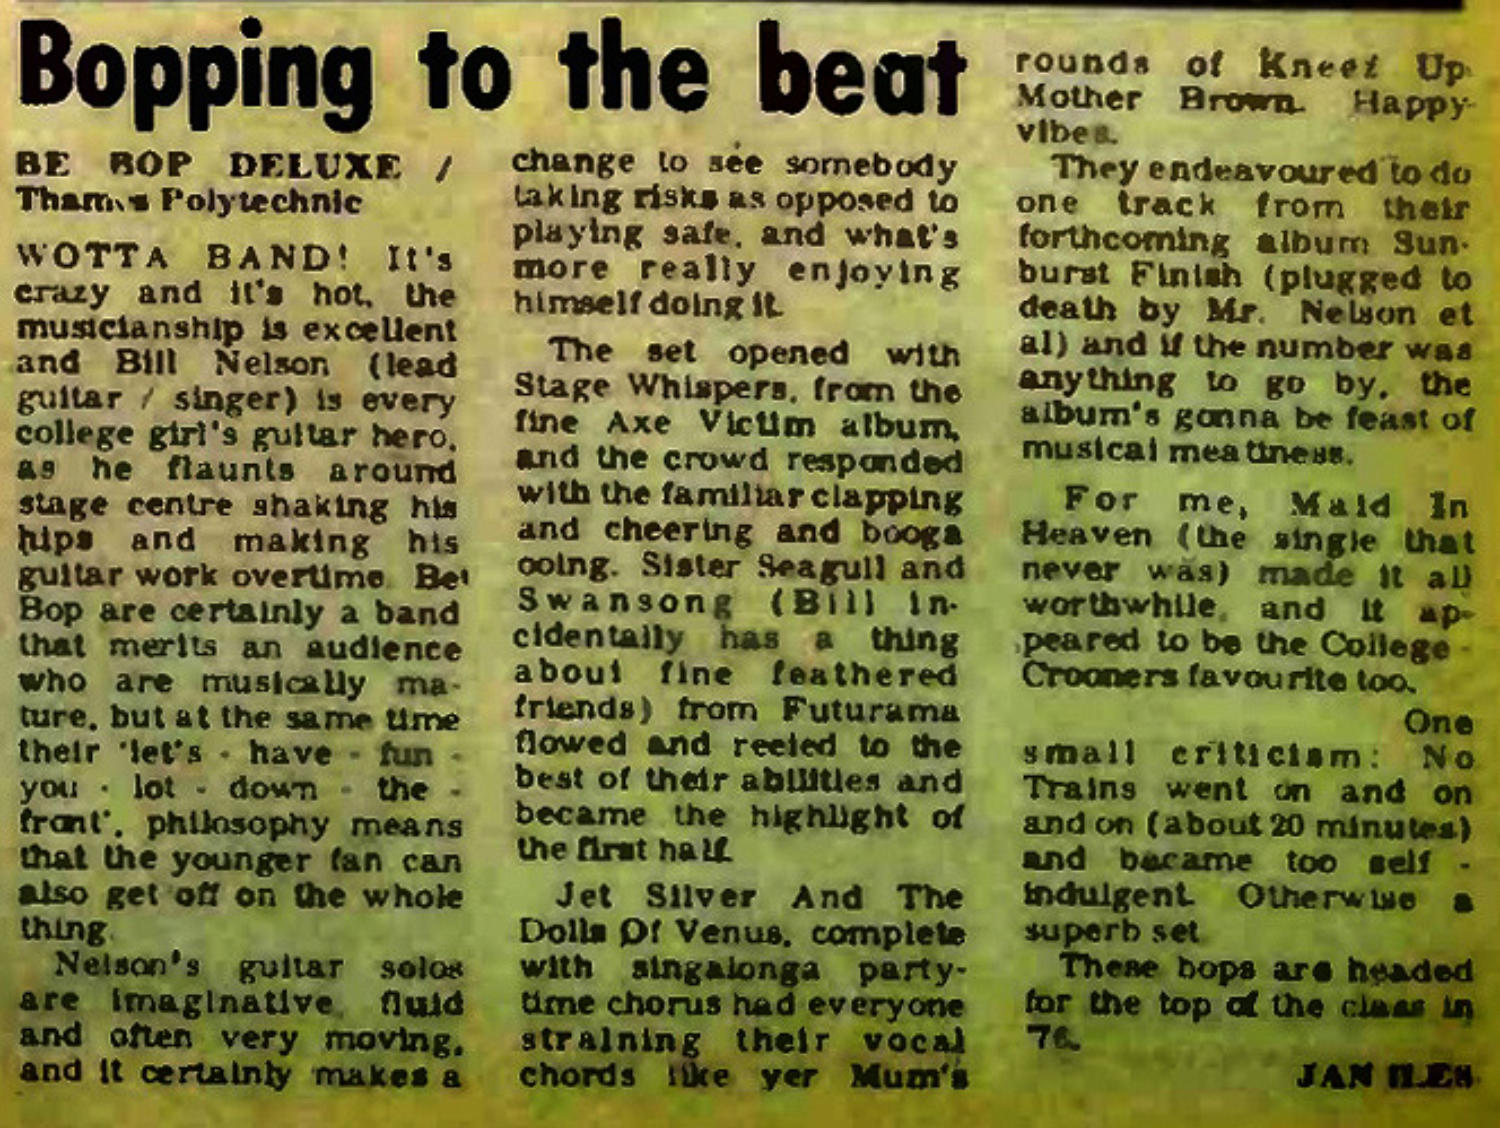 Bopping to the beat
BE BOP DELUXE /
Thames Polytechnic
WOTTA BAND! It's
crazy and it's hot, the
musicianship is excellent
and Bill Nelson (lead
guitar / singer) is every
college girl's guitar hero,
as he flaunts around
stage centre shaking his
hips and making his
guitar work overtime. Be
Bop are certainly a band
that merits an audience
who are musically ma-
ture, but at the same time
their 'let's - have - fun -
you - lot - down - the -
front', philosophy means
that the younger fan can
also get off on the whole
thing.
Nelson's guitar solos
are imaginative, fluid
and often very moving,
and it certainly makes a
change to see somebody
taking risks as opposed to
playing safe, and what's
more really enjoying
himself doing it.
The set opened with
Stage Whispers, from the
fine Axe Victim album,
and the crowd responded
with the familiar clapping
and cheering and booga
ooing. Sister Seagull and
Swansong (Bill in-
cidentally has a thing
about fine feathered
friends) from Futurama
flowed and reeled to the
best of their abilities and
became the highlight of
the first half.
Jet Silver And The
Dolls Of Venus, complete
with singalonga party-
time chorus had everyone
straining their vocal
chords like yer Mum's
rounds of Kneez Up
Mother Brown. Happy
vibes.
They endeavoured to do
one track from their
forthcoming album Sun-
burst Finish (plugged to
death by Mr. Nelson et
al) and if the number was
anything to go by, the
album's gonna be feast of
musical meatiness.
For me, Maid In
Heaven (the single that
never was) made it all
worthwhile, and it ap-
peared to be the College
Crooners favourite too.
One
small criticism: No
Trains went on and on
and on (about 20 minutes)
and became too self -
indulgent. Otherwise a
superb set.
These bops are headed
for the top of the class in
'76.
JAN ILES